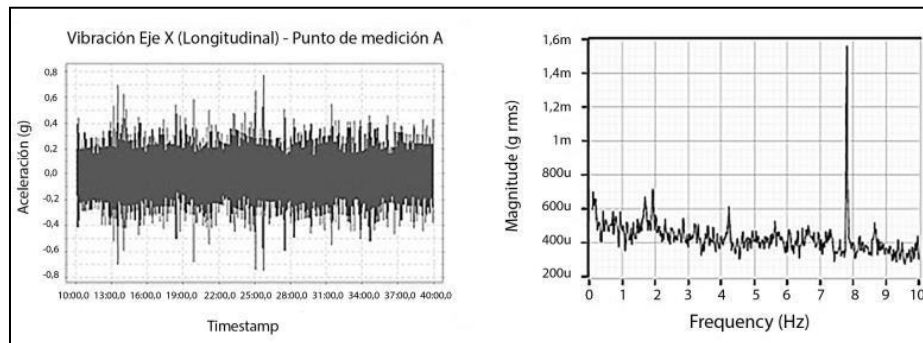 Vibración Eje X (Longitudinal) - Punto de medición A
Aceleración (g)
0,8
0,6
0,4
0,2
0,0
-0,2
-0,4
-0,6
-0,8
10:00,0 13:00,0 16:00,0 19:00,0 22:00,0 25:00,0 28:00,0 31:00,0 34:00,0 37:00,0 40:00,0
Timestamp
Magnitude (g rms)
1,6m
1,4m
1,2m
1m
800u
600u
400u
200u
0 1 2 3 4 5 6 7 8 9 10
Frequency (Hz)